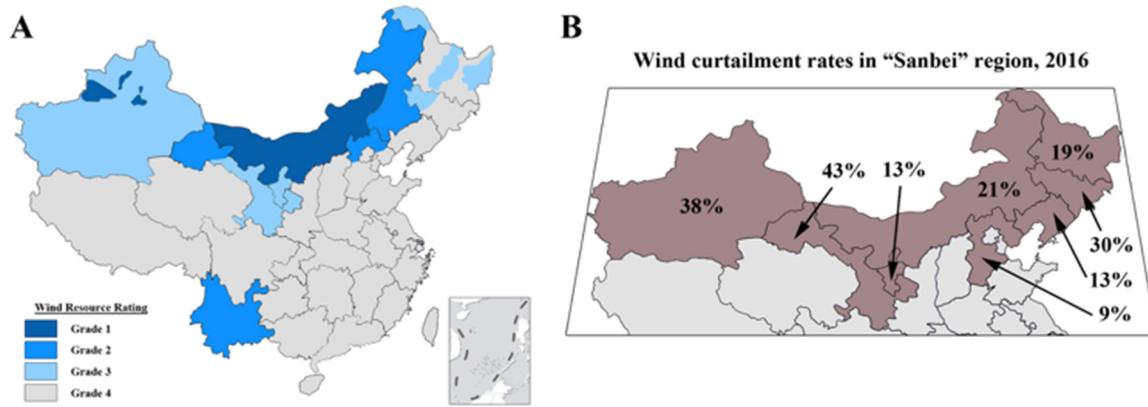 A
Wind Resource Rating
Grade 1
Grade 2
Grade 3
Grade 4
B
Wind curtailment rates in “Sanbei” region, 2016
43%
13%
19%
38%
21%
30%
13%
9%